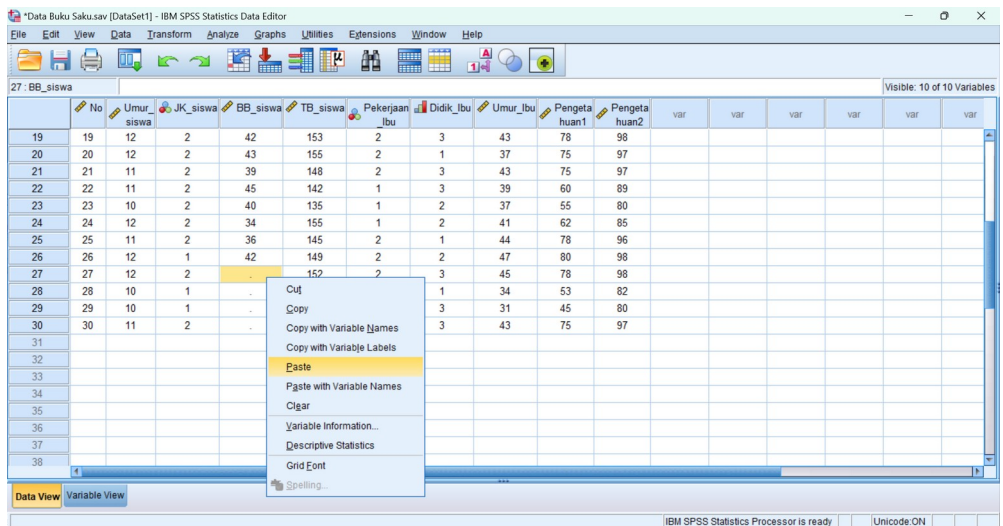 *Data Buku Saku.sav [DataSet1] - IBM SPSS Statistics Data Editor
File Edit View Data Transform Analyze Graphs Utilities Extensions Window Help
27 : BB_siswa Visible: 10 of 10 Variables
No Umur_siswa JK_siswa BB_siswa TB_siswa Pekerjaan_Ibu Didik_Ibu Umur_Ibu Pengetahuan1 Pengetahuan2 var var var var var var
19 19 12 2 42 153 2 3 43 78 98
20 20 12 2 43 155 2 1 37 75 97
21 21 11 2 39 148 2 3 43 75 97
22 22 11 2 45 142 1 3 39 60 89
23 23 10 2 40 135 1 2 37 55 80
24 24 12 2 34 155 1 2 41 62 85
25 25 11 2 36 145 2 1 44 78 96
26 26 12 1 42 149 2 2 47 80 98
27 27 12 2 . 152 2 3 45 78 98
28 28 10 1 . 1 34 53 82
29 29 10 1 . 3 31 45 80
30 30 11 2 . 3 43 75 97
31
32
33
34
35
36
37
38
Cut
Copy
Copy with Variable Names
Copy with Variable Labels
Paste
Paste with Variable Names
Clear
Variable Information...
Descriptive Statistics
Grid Font
Spelling...
Data View Variable View
IBM SPSS Statistics Processor is ready Unicode:ON